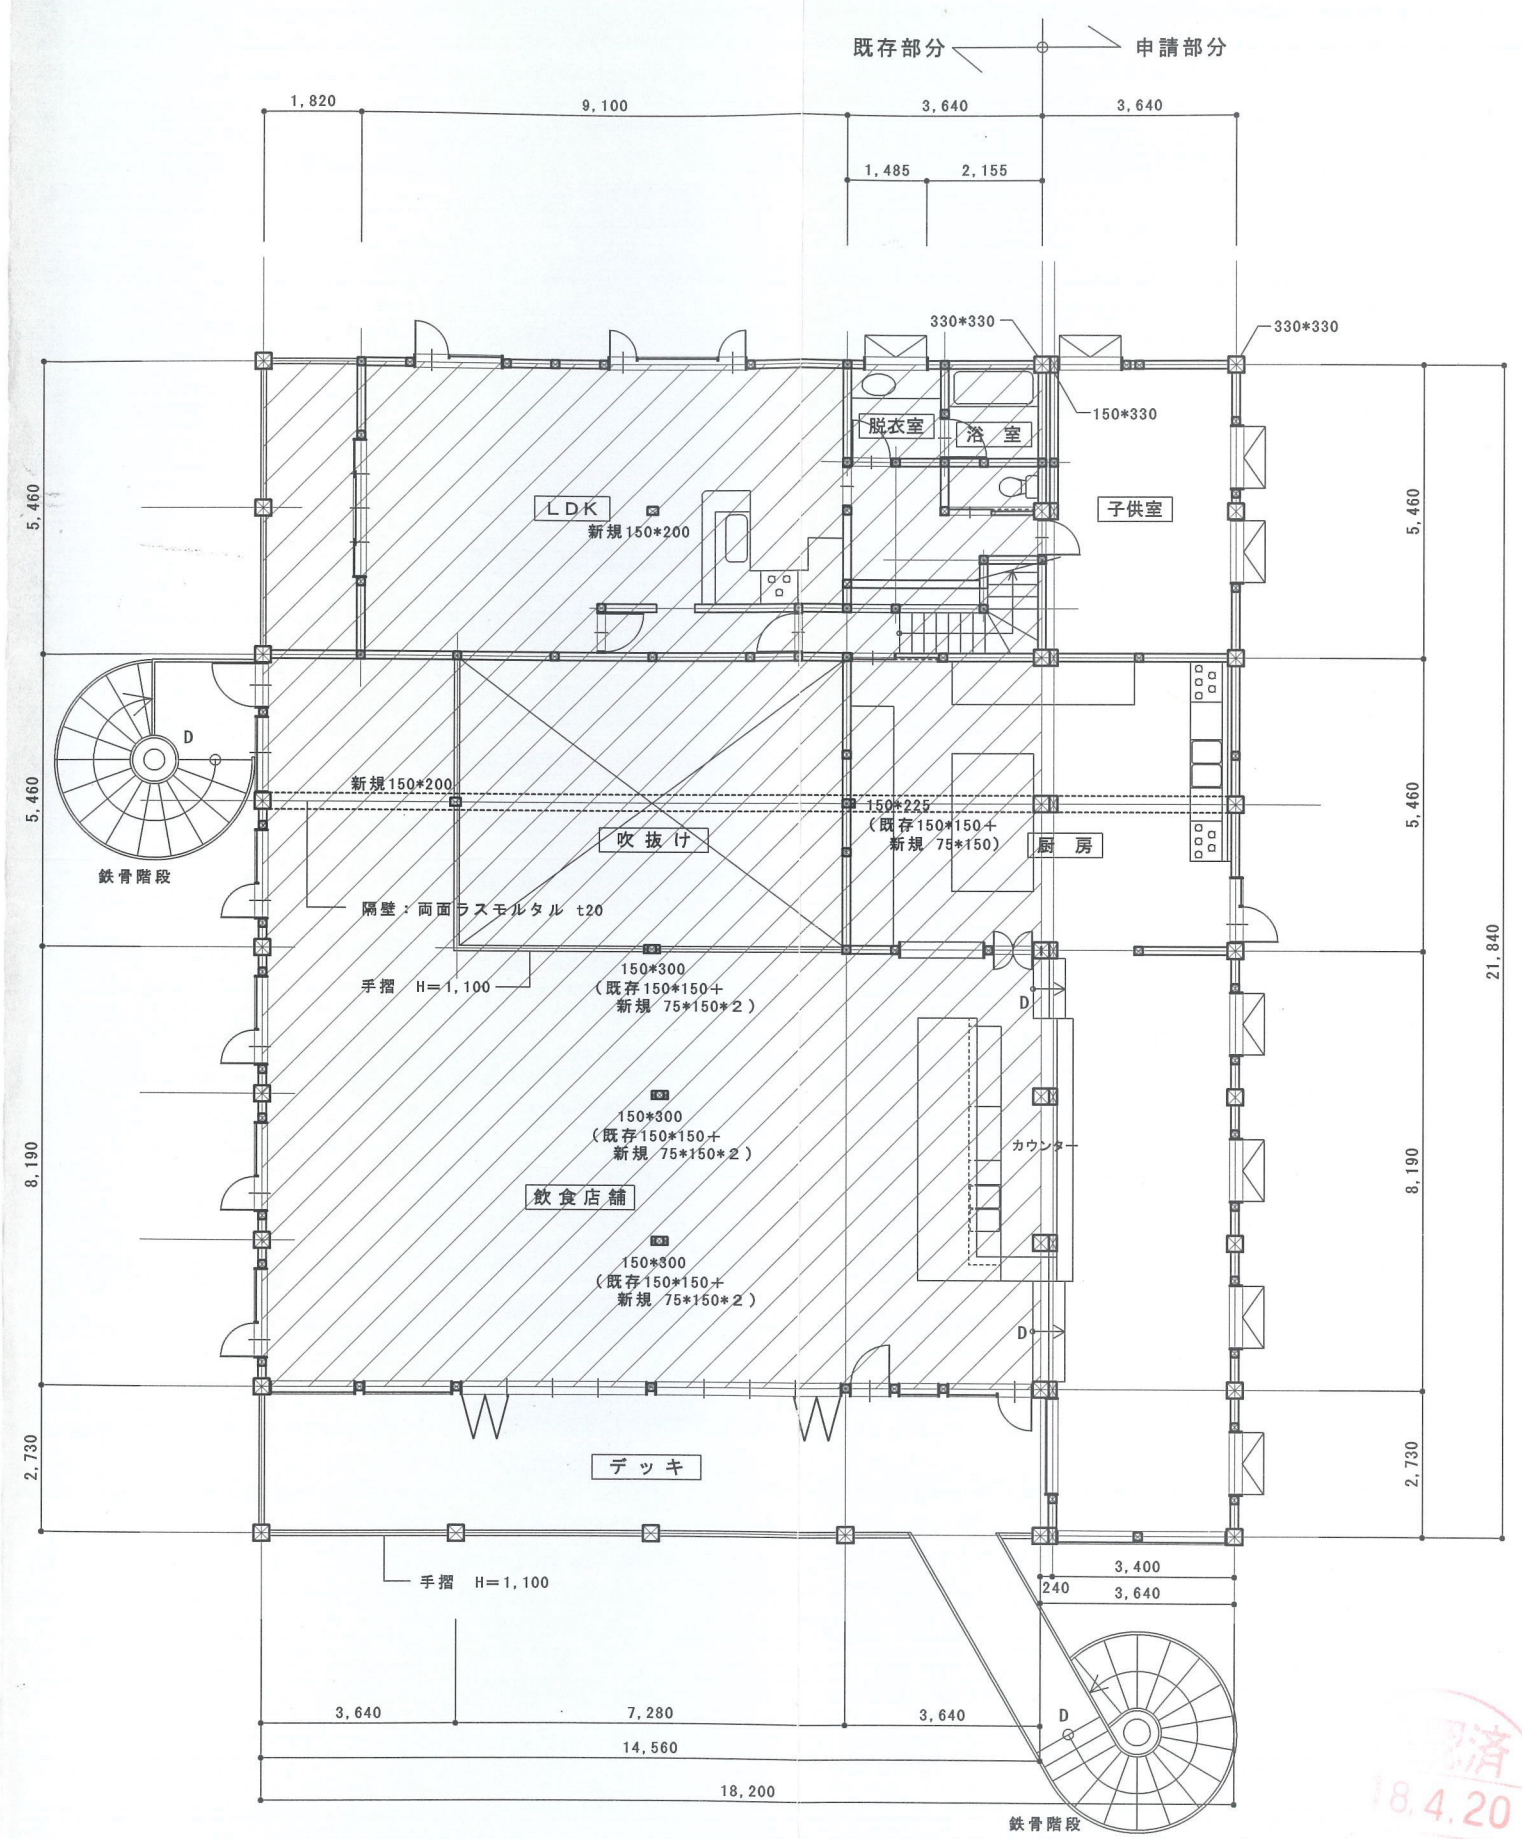 既存部分
申請部分
1,820
9,100
3,640
3,640
1,485
2,155
330*330
330*330
150*330
脱衣室
浴 室
5,460
LDK
新規150*200
子供室
5,460
D
新規150*200
150*225
(既存150*150+
新規 75*150)
厨 房
5,460
吹抜け
5,460
鉄骨階段
隔壁:両面ラスモルタル t20
21,840
手摺 H=1,100
150*300
(既存150*150+
新規 75*150*2)
D
150*300
(既存150*150+
新規 75*150*2)
カウンター
8,190
8,190
飲食店舗
150*300
(既存150*150+
新規 75*150*2)
D
2,730
デッキ
2,730
手摺 H=1,100
3,400
240
3,640
3,640
7,280
3,640
D
14,560
18,200
鉄骨階段
済
18.4.20